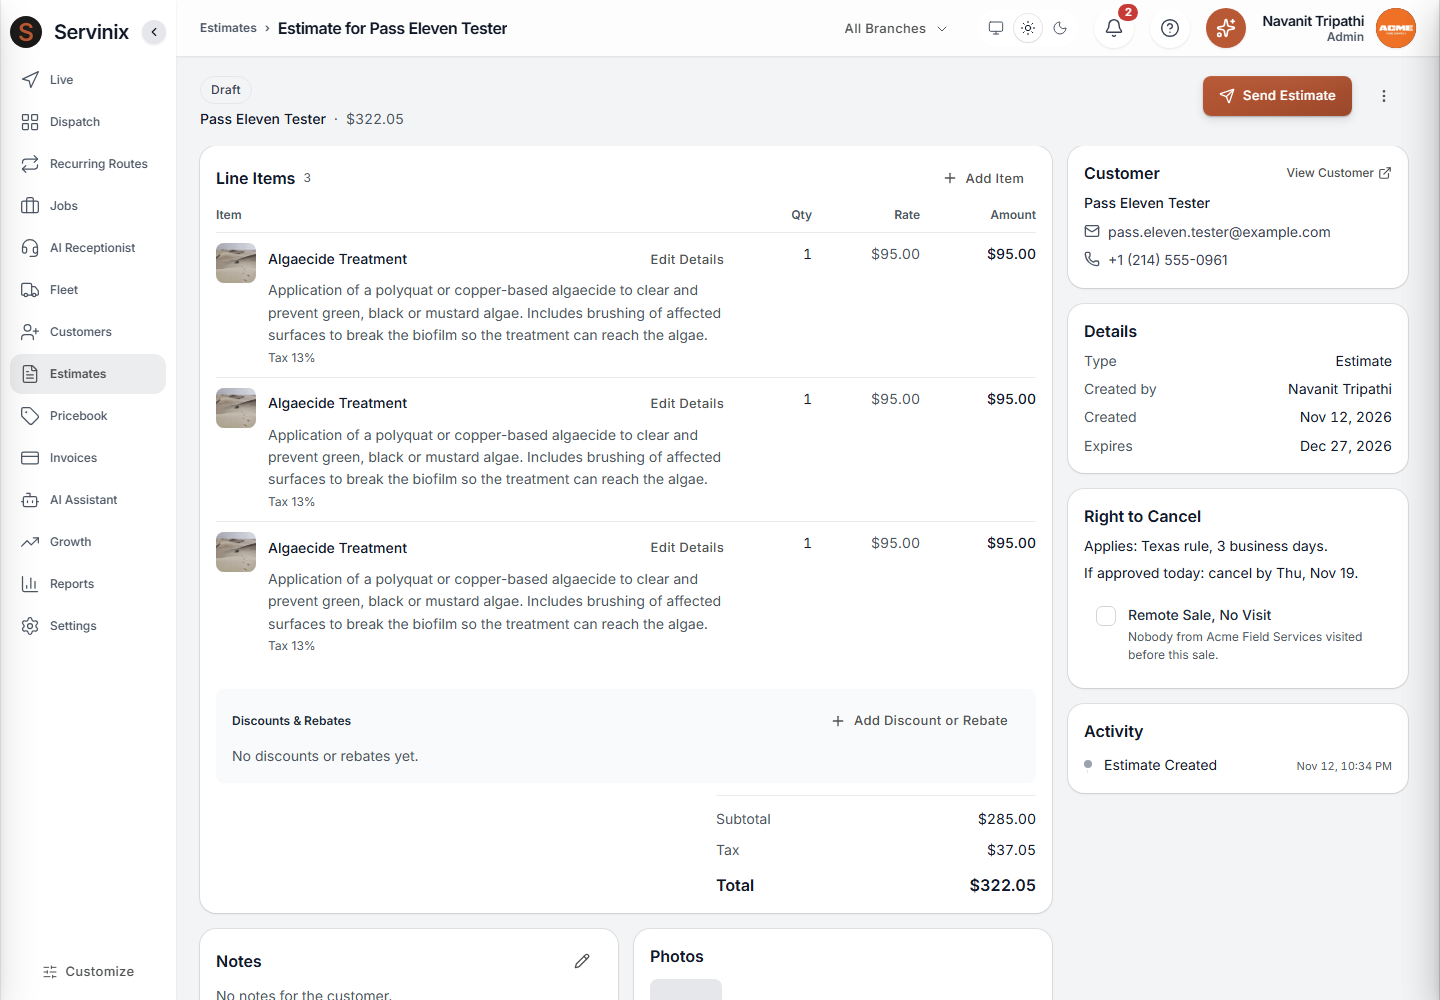 Servinix
Live
Dispatch
Recurring Routes
Jobs
AI Receptionist
Fleet
Customers
Estimates
Pricebook
Invoices
AI Assistant
Growth
Reports
Settings
Customize
Estimates › Estimate for Pass Eleven Tester
All Branches
2
Navanit Tripathi
Admin
ACME
Draft
Pass Eleven Tester · $322.05
Send Estimate
Line Items 3
+ Add Item
Item Qty Rate Amount
Algaecide Treatment Edit Details 1 $95.00 $95.00
Application of a polyquat or copper-based algaecide to clear and
prevent green, black or mustard algae. Includes brushing of affected
surfaces to break the biofilm so the treatment can reach the algae.
Tax 13%
Algaecide Treatment Edit Details 1 $95.00 $95.00
Application of a polyquat or copper-based algaecide to clear and
prevent green, black or mustard algae. Includes brushing of affected
surfaces to break the biofilm so the treatment can reach the algae.
Tax 13%
Algaecide Treatment Edit Details 1 $95.00 $95.00
Application of a polyquat or copper-based algaecide to clear and
prevent green, black or mustard algae. Includes brushing of affected
surfaces to break the biofilm so the treatment can reach the algae.
Tax 13%
Discounts & Rebates
+ Add Discount or Rebate
No discounts or rebates yet.
Subtotal $285.00
Tax $37.05
Total $322.05
Notes
No notes for the customer.
Photos
Customer
View Customer
Pass Eleven Tester
pass.eleven.tester@example.com
+1 (214) 555-0961
Details
Type Estimate
Created by Navanit Tripathi
Created Nov 12, 2026
Expires Dec 27, 2026
Right to Cancel
Applies: Texas rule, 3 business days.
If approved today: cancel by Thu, Nov 19.
Remote Sale, No Visit
Nobody from Acme Field Services visited
before this sale.
Activity
Estimate Created Nov 12, 10:34 PM